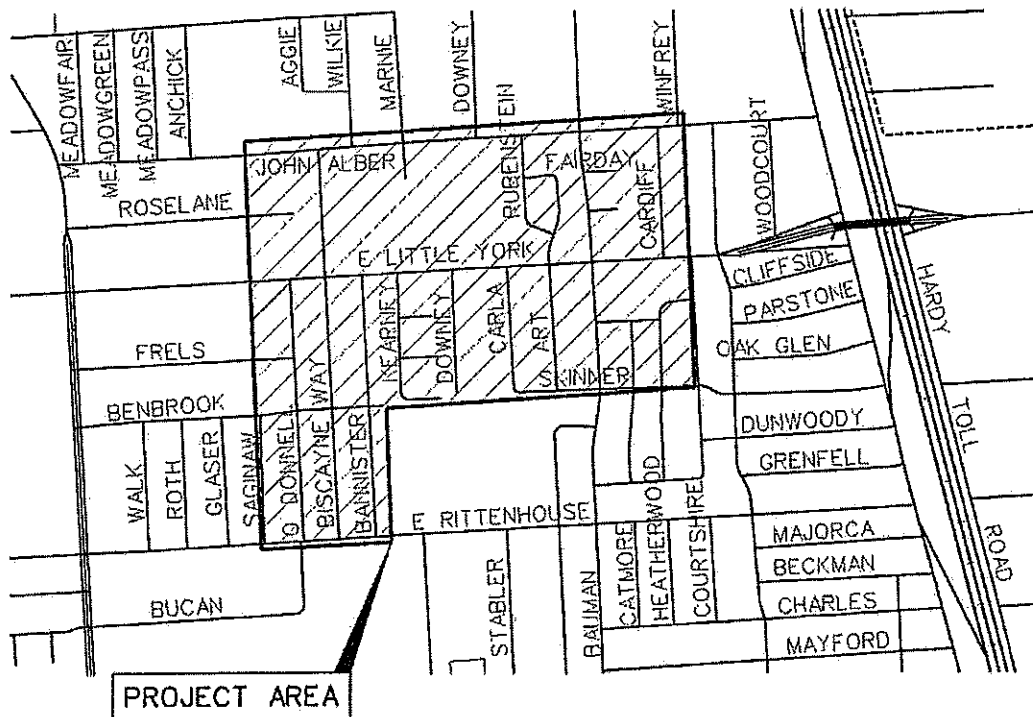 MEADOWFAIR
MEADOWGREEN
MEADOWPASS
ANCHICK
AGGIE
WILKIE
MARNIE
DOWNEY
WINFREY
RUBENSTEIN
WOODCOURT
JOHN ALBER
FAIRDAY
CARDIFF
ROSELANE
E LITTLE YORK
CLIFFSIDE
HARDY
TOLL
ROAD
PARSTONE
KEARNEY
DOWNEY
CARLA
ART
OAK GLEN
FRELS
SKINNER
BENBROOK
WAY
DUNWOODY
WALK
ROTH
GLASER
SAGINAW
O DONNELL
BISCAYNE
BANNISTER
GRENFELL
E RITTENHOUSE
HEATHERWOOD
CATMORE
COURTSHIRE
MAJORCA
BECKMAN
BUCAN
STABLER
BAUMAN
CHARLES
MAYFORD
PROJECT AREA